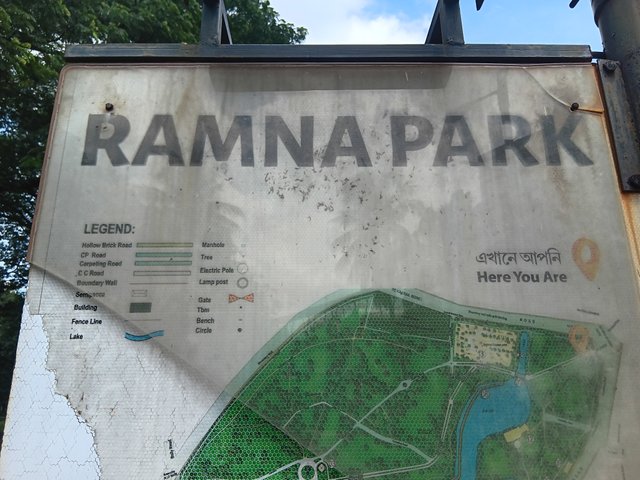 RAMNA PARK
LEGEND:
Hollow Brick Road
CP Road
Carpeting Road
C C Road
Boundary Wall
Building
Fence Line
Lake
Manhole
Tree
Electric Pole
Lamp post
Gate
Tbm
Bench
Circle
এখানে আপনি
Here You Are